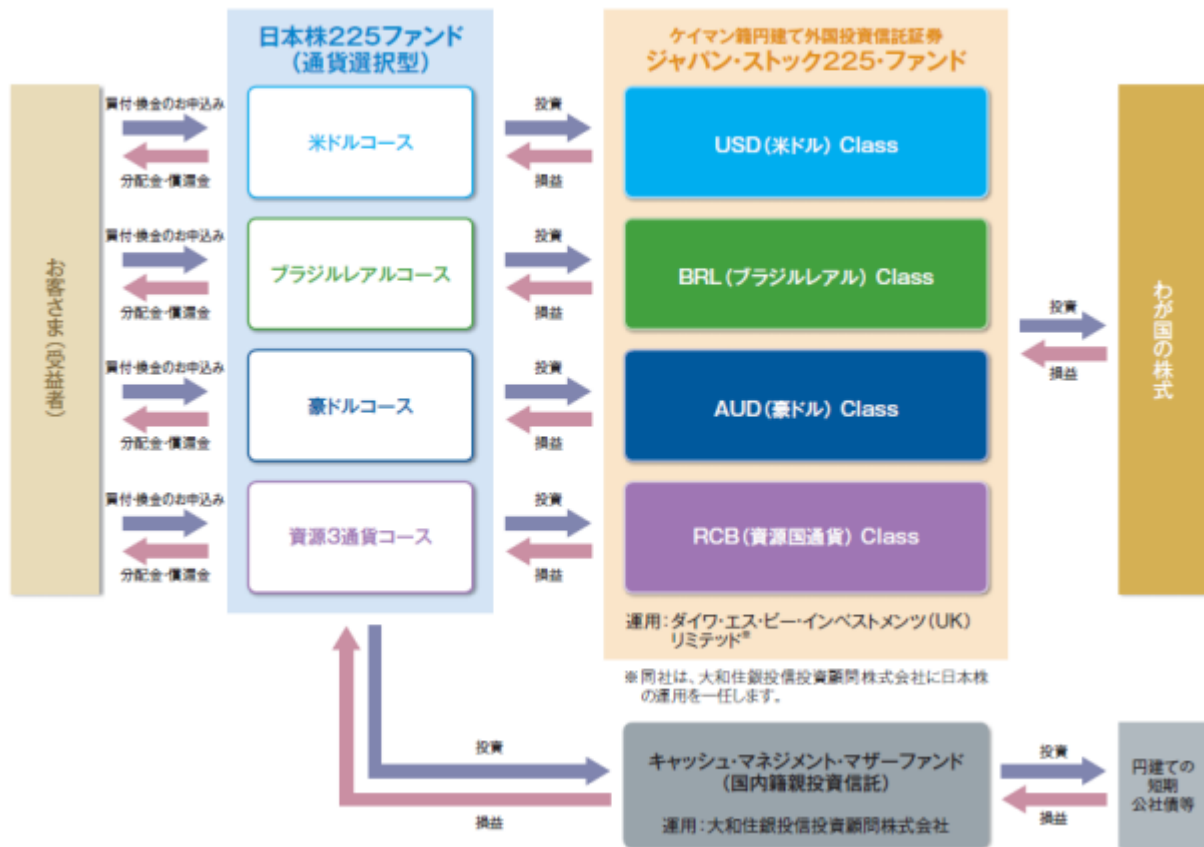 日本株225ファンド
(通貨選択型)
ケイマン籍円建て外国投資信託証券
ジャパン・ストック225・ファンド
お客さま(受益者)
買付・換金のお申込み
分配金・償還金
米ドルコース
投資
損益
USD(米ドル) Class
買付・換金のお申込み
分配金・償還金
ブラジルレアルコース
投資
損益
BRL(ブラジルレアル) Class
買付・換金のお申込み
分配金・償還金
豪ドルコース
投資
損益
AUD(豪ドル) Class
買付・換金のお申込み
分配金・償還金
資源3通貨コース
投資
損益
RCB(資源国通貨) Class
投資
損益
わが国の株式
運用:ダイワ・エス・ビー・インベストメンツ(UK)
リミテッド※
※同社は、大和住銀投信投資顧問株式会社に日本株
の運用を一任します。
投資
損益
キャッシュ・マネジメント・マザーファンド
(国内籍親投資信託)
運用:大和住銀投信投資顧問株式会社
投資
損益
円建ての
短期
公社債等